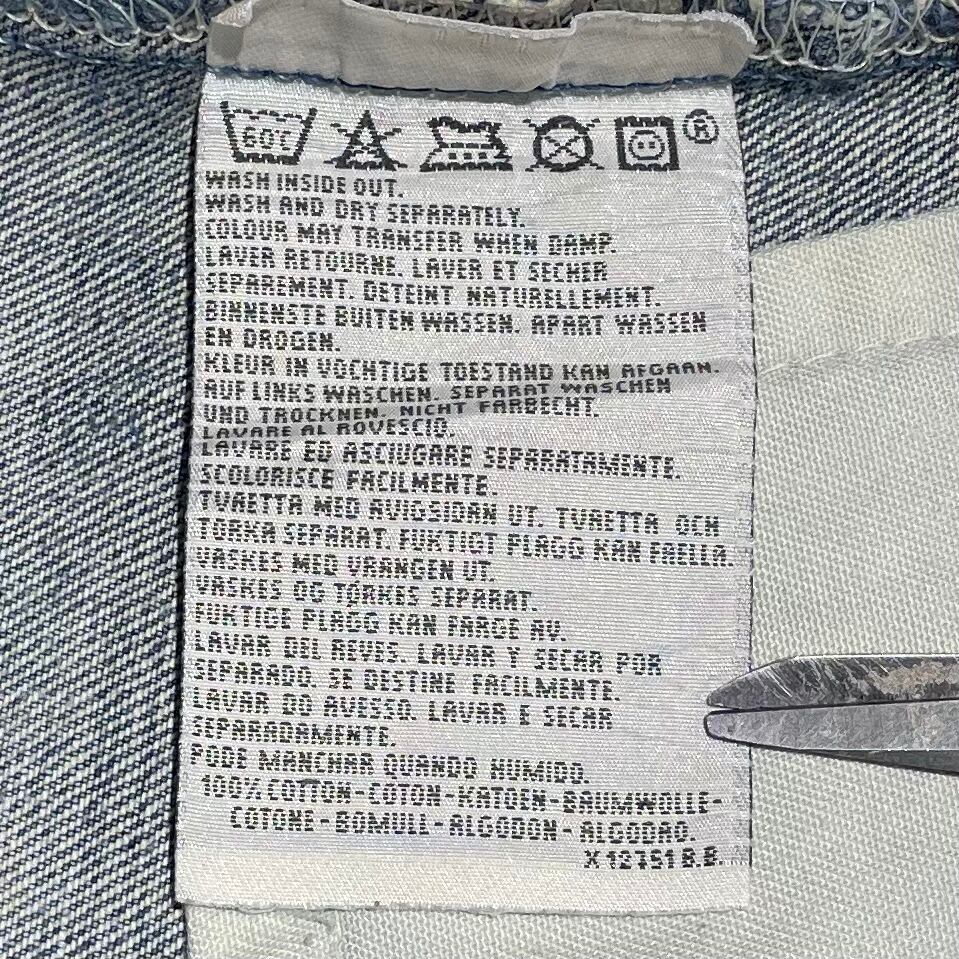 60C
®
WASH INSIDE OUT.
WASH AND DRY SEPARATELY.
COLOUR MAY TRANSFER WHEN DAMP.
LAVER RETOURNE. LAVER ET SECHER
SEPAREMENT. DETEINT NATURELLEMENT.
BINNENSTE BUITEN WASSEN. APART WASSEN
EN DROGEN.
KLEUR IN VOCHTIGE TOESTAND KAN AFGAAN.
AUF LINKS WASCHEN. SEPARAT WASCHEN
UND TROCKNEN. NICHT FARBECHT.
LAVARE AL ROVESCIO.
LAVARE ED ASCIUGARE SEPARATAMENTE.
SCOLORISCE FACILMENTE.
TVAETTA MED AVIGSIDAN UT. TVAETTA OCH
TORKA SEPARAT. FUKTIGT PLAGG KAN FAELLA.
VASKES MED VRANGEN UT.
VASKES OG TØRKES SEPARAT.
FUKTIGE PLAGG KAN FARGE AV.
LAVAR DEL REVES. LAVAR Y SECAR POR
SEPARADO. SE DESTINE FACILMENTE.
LAVAR DO AVESSO. LAVAR E SECAR
SEPARADAMENTE.
PODE MANCHAR QUANDO HUMIDO.
100% COTTON-COTON-KATOEN-BAUMWOLLE-
COTONE-BOMULL-ALGODON-ALGODAO.
X 12751 B.B.